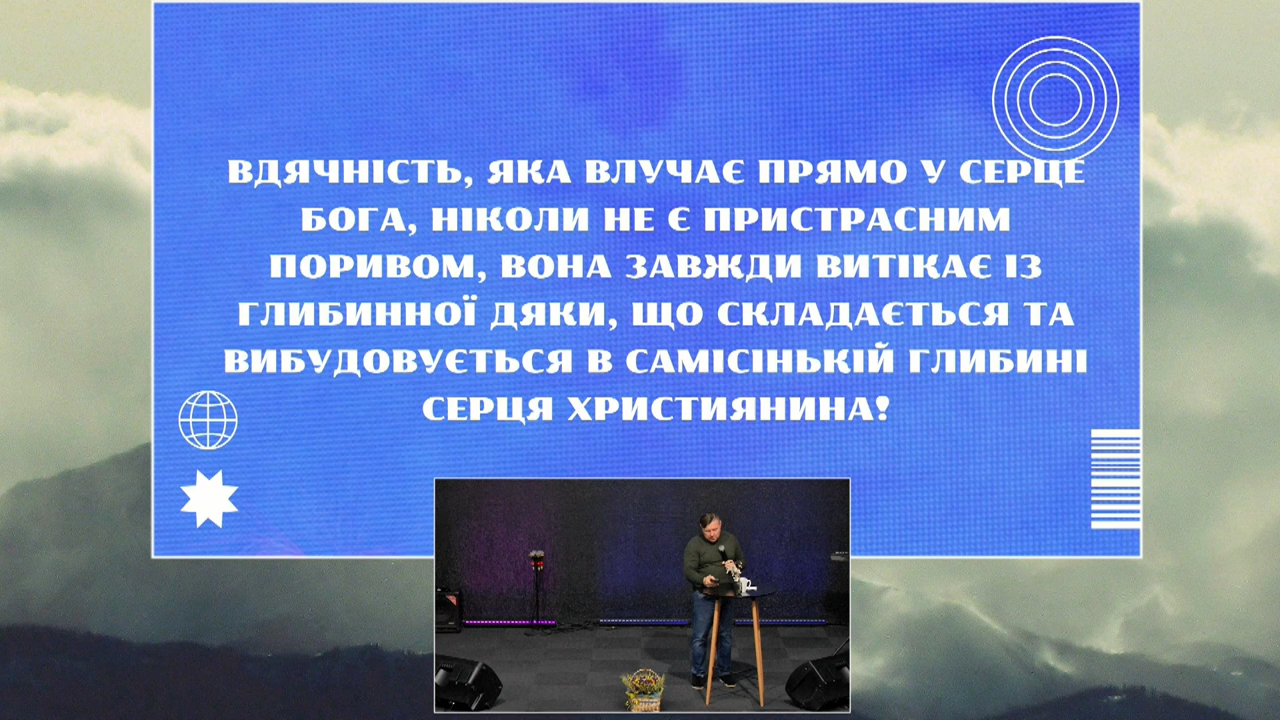 ВДЯЧНІСТЬ, ЯКА ВЛУЧАЄ ПРЯМО У СЕРЦЕ
БОГА, НІКОЛИ НЕ Є ПРИСТРАСНИМ
ПОРИВОМ, ВОНА ЗАВЖДИ ВИТІКАЄ ІЗ
ГЛИБИННОЇ ДЯКИ, ЩО СКЛАДАЄТЬСЯ ТА
ВИБУДОВУЄТЬСЯ В САМІСІНЬКІЙ ГЛИБИНІ
СЕРЦЯ ХРИСТИЯНИНА!